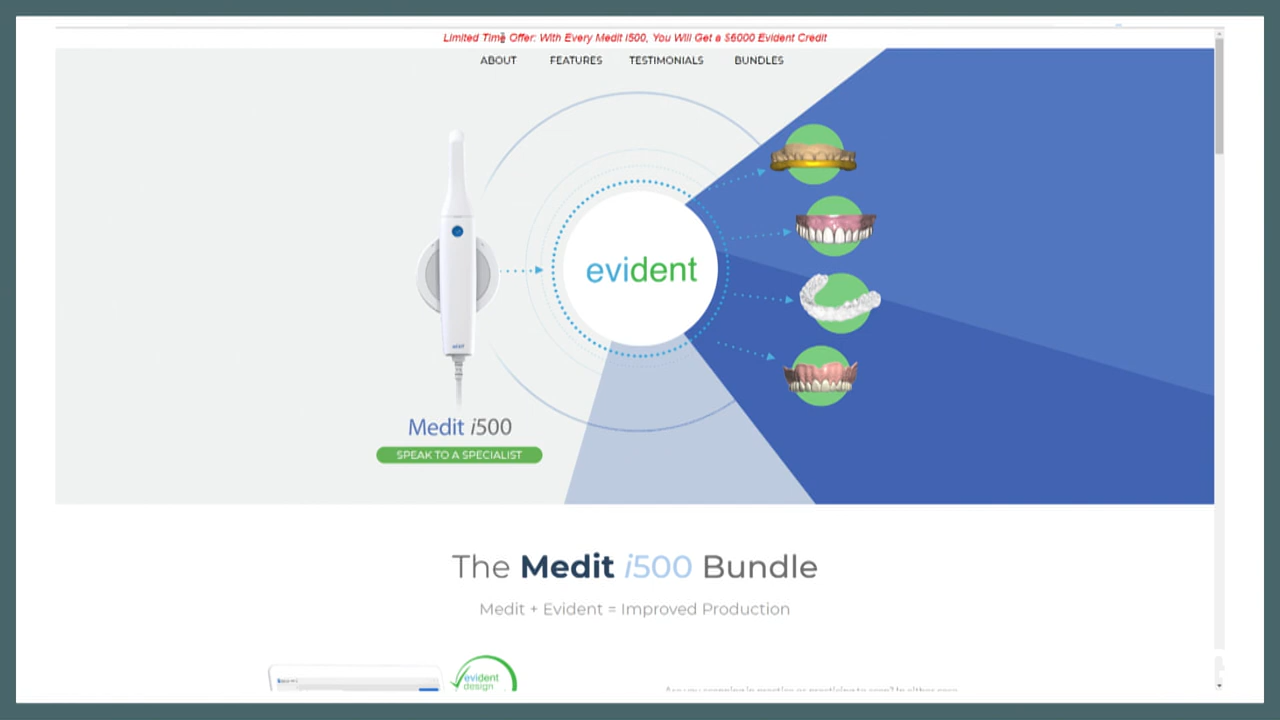 Limited Time Offer: With Every Medit i500, You Will Get a $6000 Evident Credit
ABOUT FEATURES TESTIMONIALS BUNDLES
evident
Medit i500
SPEAK TO A SPECIALIST
The Medit i500 Bundle
Medit + Evident = Improved Production
evident
design